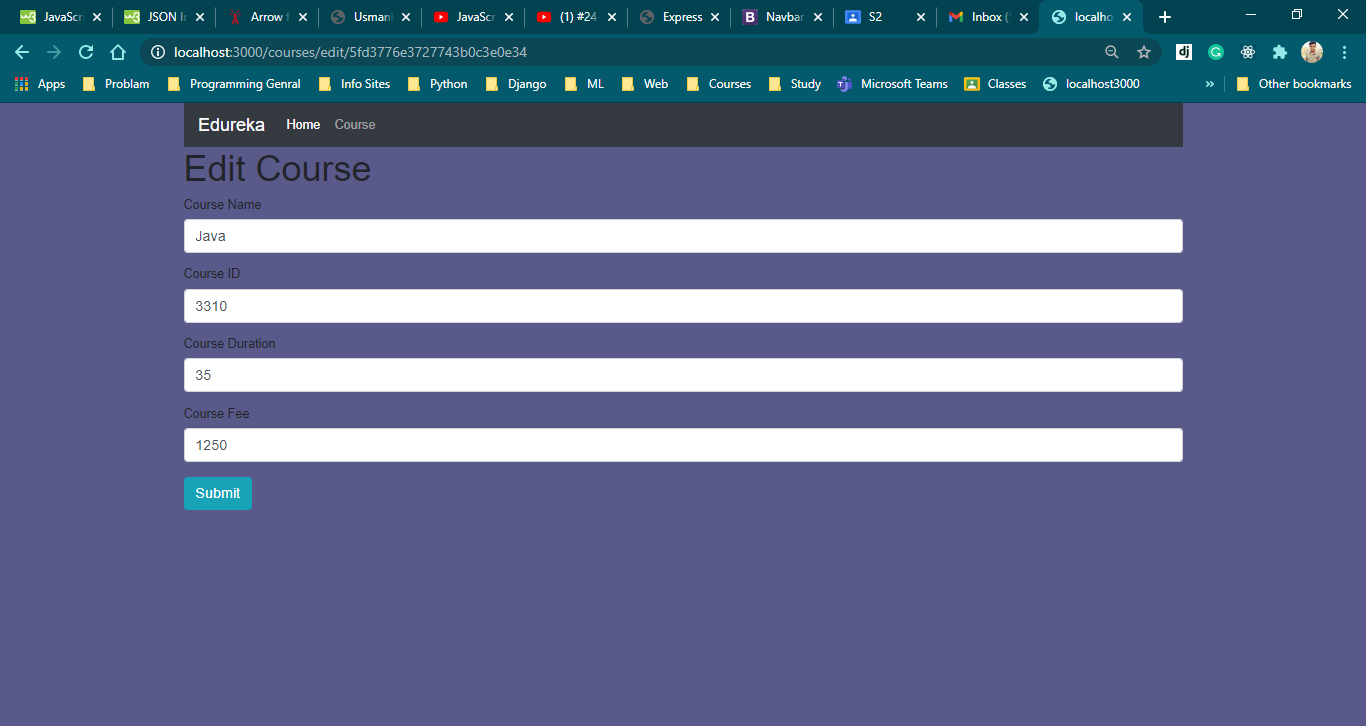 JavaScr JSON I Arrow f Usman JavaScr (1) #24 Express Navbar S2 Inbox ( localho
localhost:3000/courses/edit/5fd3776e3727743b0c3e0e34
Apps Problam Programming Genral Info Sites Python Django ML Web Courses Study Microsoft Teams Classes localhost3000 » Other bookmarks
Edureka Home Course
Edit Course
Course Name
Java
Course ID
3310
Course Duration
35
Course Fee
1250
Submit